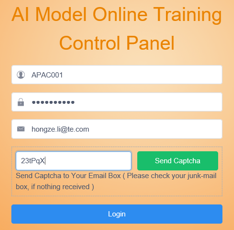 AI Model Online Training
Control Panel
APAC001
••••••••••
hongze.li@te.com
23tPqX
Send Captcha
Send Captcha to Your Email Box ( Please check your junk-mail
box, if nothing received )
Login